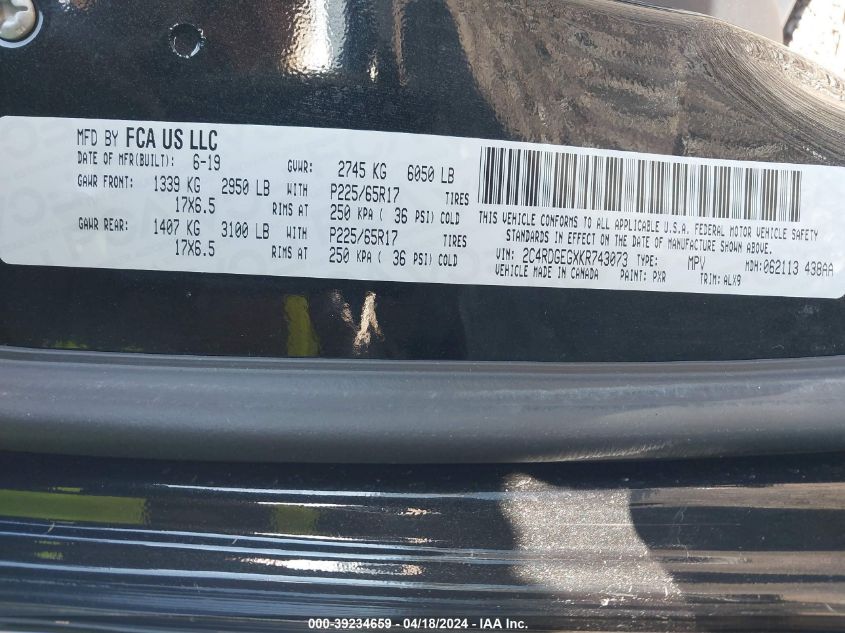 MFD BY FCA US LLC
DATE OF MFR(BUILT): 6-19 GVWR: 2745 KG 6050 LB
GAWR FRONT: 1339 KG 2950 LB WITH P225/65R17 TIRES
17X6.5 RIMS AT 250 KPA ( 36 PSI) COLD
GAWR REAR: 1407 KG 3100 LB WITH P225/65R17 TIRES
17X6.5 RIMS AT 250 KPA ( 36 PSI) COLD
THIS VEHICLE CONFORMS TO ALL APPLICABLE U.S.A. FEDERAL MOTOR VEHICLE SAFETY
STANDARDS IN EFFECT ON THE DATE OF MANUFACTURE SHOWN ABOVE.
VIN: 2C4RDGEGXKR743073 TYPE: MPV MDH: 062113 438AA
VEHICLE MADE IN CANADA PAINT: PXR TRIM: ALX9
000-39234659 - 04/18/2024 - IAA Inc.